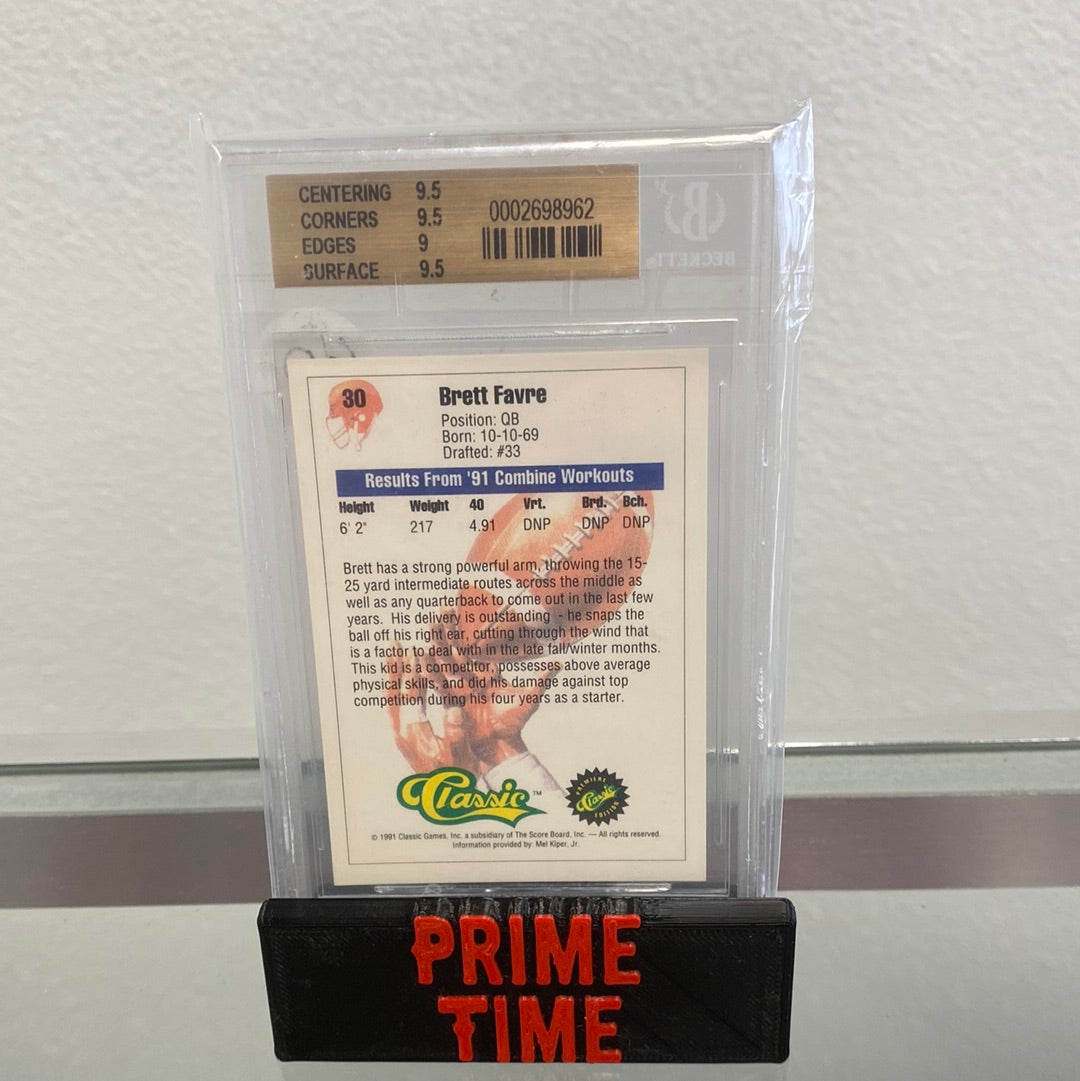 CENTERING 9.5
CORNERS 9.5
EDGES 9
SURFACE 9.5
0002698962
BECKETT
30
Brett Favre
Position: QB
Born: 10-10-69
Drafted: #33
Results From '91 Combine Workouts
Height Weight 40 Vrt. Brd. Bch.
6' 2" 217 4.91 DNP DNP DNP
Brett has a strong powerful arm, throwing the 15-
25 yard intermediate routes across the middle as
well as any quarterback to come out in the last few
years. His delivery is outstanding - he snaps the
ball off his right ear, cutting through the wind that
is a factor to deal with in the late fall/winter months.
This kid is a competitor, possesses above average
physical skills, and did his damage against top
competition during his four years as a starter.
Classic™
PREMIERE
Classic
EDITION
© 1991 Classic Games, Inc. a subsidiary of The Score Board, Inc. — All rights reserved.
Information provided by: Mel Kiper, Jr.
PRIME
TIME